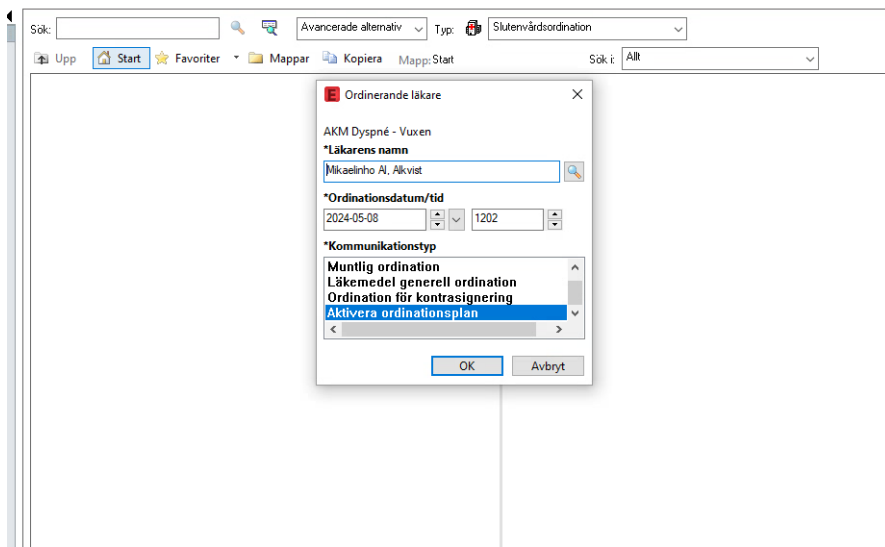 Sök: Avancerade alternativ Typ: Slutenvårdsordination
Upp Start Favoriter Mappar Kopiera Mapp: Start Sök i: Allt
E Ordinerande läkare
AKM Dyspné - Vuxen
*Läkarens namn
Mikaelinho Al, Alkvist
*Ordinationsdatum/tid
2024-05-08 1202
*Kommunikationstyp
Muntlig ordination
Läkemedel generell ordination
Ordination för kontrasignering
Aktivera ordinationsplan
OK Avbryt